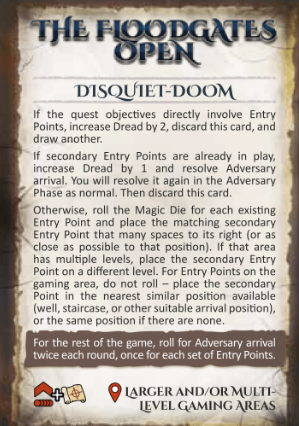 THE FLOODGATES
OPEN
DISQUIET-DOOM
If the quest objectives directly involve Entry
Points, increase Dread by 2, discard this card, and
draw another.
If secondary Entry Points are already in play,
increase Dread by 1 and resolve Adversary
arrival. You will resolve it again in the Adversary
Phase as normal. Then discard this card.
Otherwise, roll the Magic Die for each existing
Entry Point and place the matching secondary
Entry Point that many spaces to its right (or as
close as possible to that position). If that area
has multiple levels, place the secondary Entry
Point on a different level. For Entry Points on the
gaming area, do not roll – place the secondary
Point in the nearest similar position available
(well, staircase, or other suitable arrival position),
or the same position if there are none.
For the rest of the game, roll for Adversary arrival
twice each round, once for each set of Entry Points.
LARGER AND/OR MULTI-
LEVEL GAMING AREAS